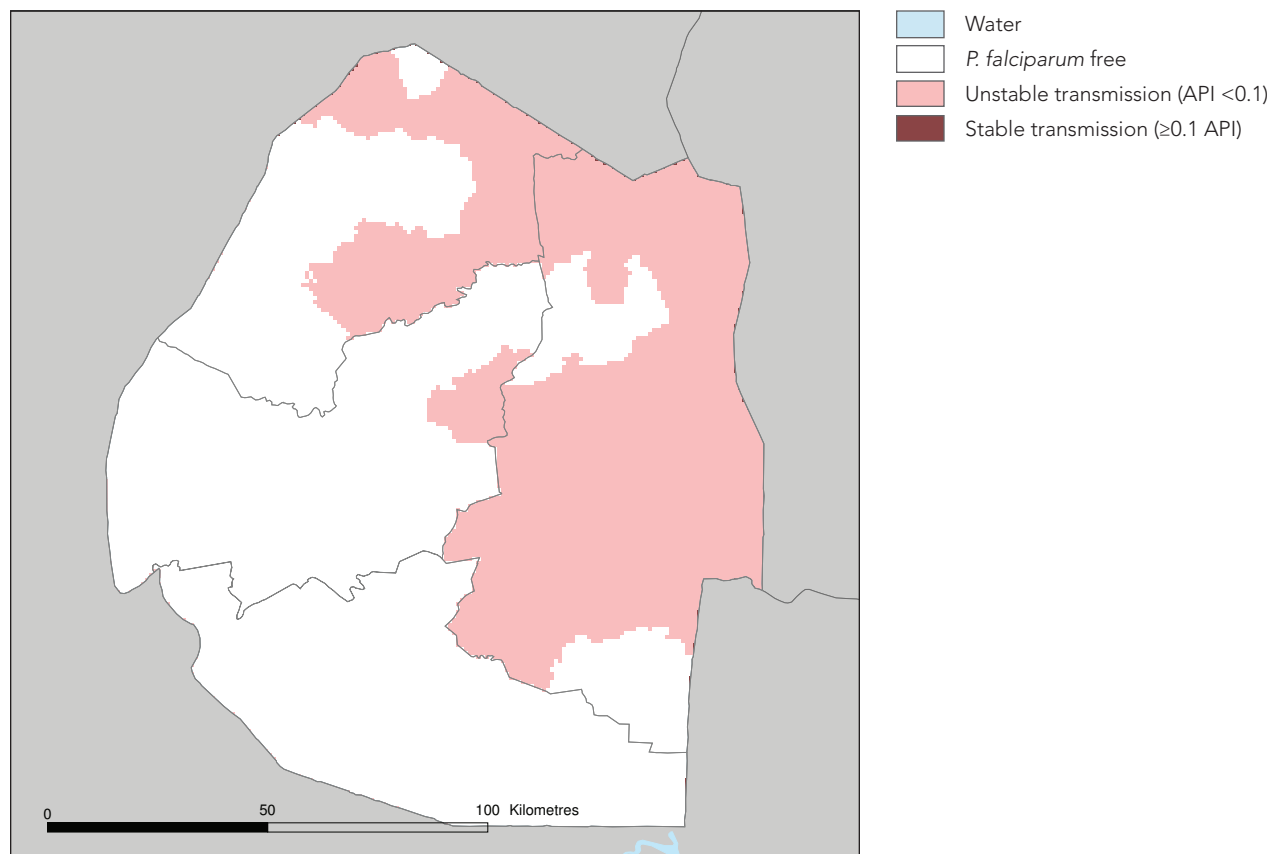 Water
P. falciparum free
Unstable transmission (API <0.1)
Stable transmission (≥0.1 API)
0 50 100 Kilometres